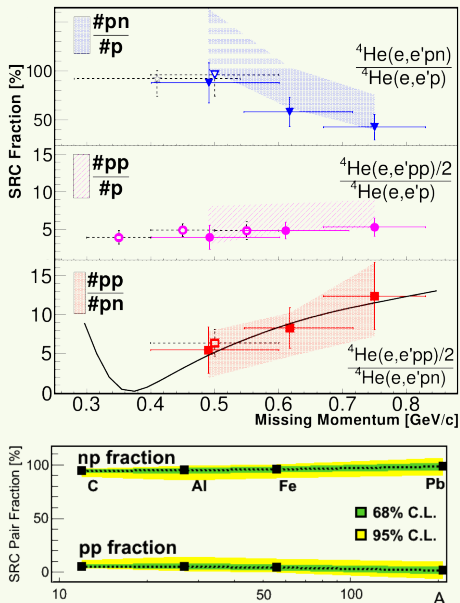 #pn
#p
⁴He(e,e'pn)
⁴He(e,e'p)
100
50
SRC Fraction [%]
#pp
#p
⁴He(e,e'pp)/2
⁴He(e,e'p)
15
10
5
#pp
#pn
15
10
5
0
⁴He(e,e'pp)/2
⁴He(e,e'pn)
0.3 0.4 0.5 0.6 0.7 0.8
Missing Momentum [GeV/c]
np fraction
100
C Al Fe Pb
SRC Pair Fraction [%]
50
68% C.L.
95% C.L.
pp fraction
0
10 50 100 A